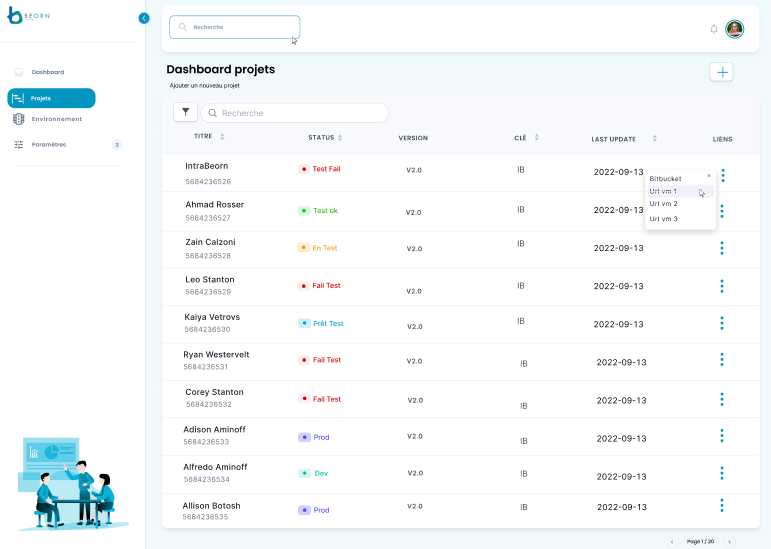 BEORN
Recherche
Dashboard
Projets
Environnement
Paramètres 2
Dashboard projets
Ajouter un nouveau projet
Recherche
TITRE STATUS VERSION CLÉ LAST UPDATE LIENS
IntraBeorn Test Fail V2.0 IB 2022-09-13
5684236526
Bitbucket
Url vm 1
Url vm 2
Url vm 3
Ahmad Rosser Test ok V2.0 IB 2022-09-13
5684236527
Zain Calzoni En Test V2.0 IB 2022-09-13
5684236528
Leo Stanton Fail Test V2.0 IB 2022-09-13
5684236529
Kaiya Vetrovs Prêt Test V2.0 IB 2022-09-13
5684236530
Ryan Westervelt Fail Test V2.0 IB 2022-09-13
5684236531
Corey Stanton Fail Test V2.0 IB 2022-09-13
5684236532
Adison Aminoff Prod V2.0 IB 2022-09-13
5684236533
Alfredo Aminoff Dev V2.0 IB 2022-09-13
5684236534
Allison Botosh Prod V2.0 IB 2022-09-13
5684236535
Page 1 / 20